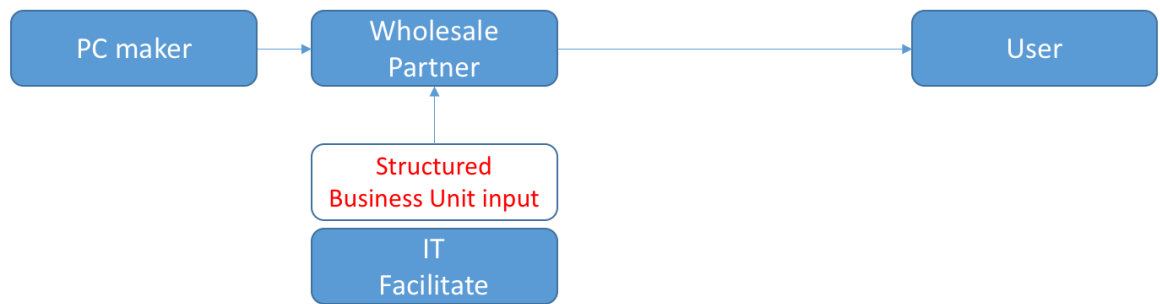 PC maker
Wholesale
Partner
User
Structured
Business Unit input
IT
Facilitate